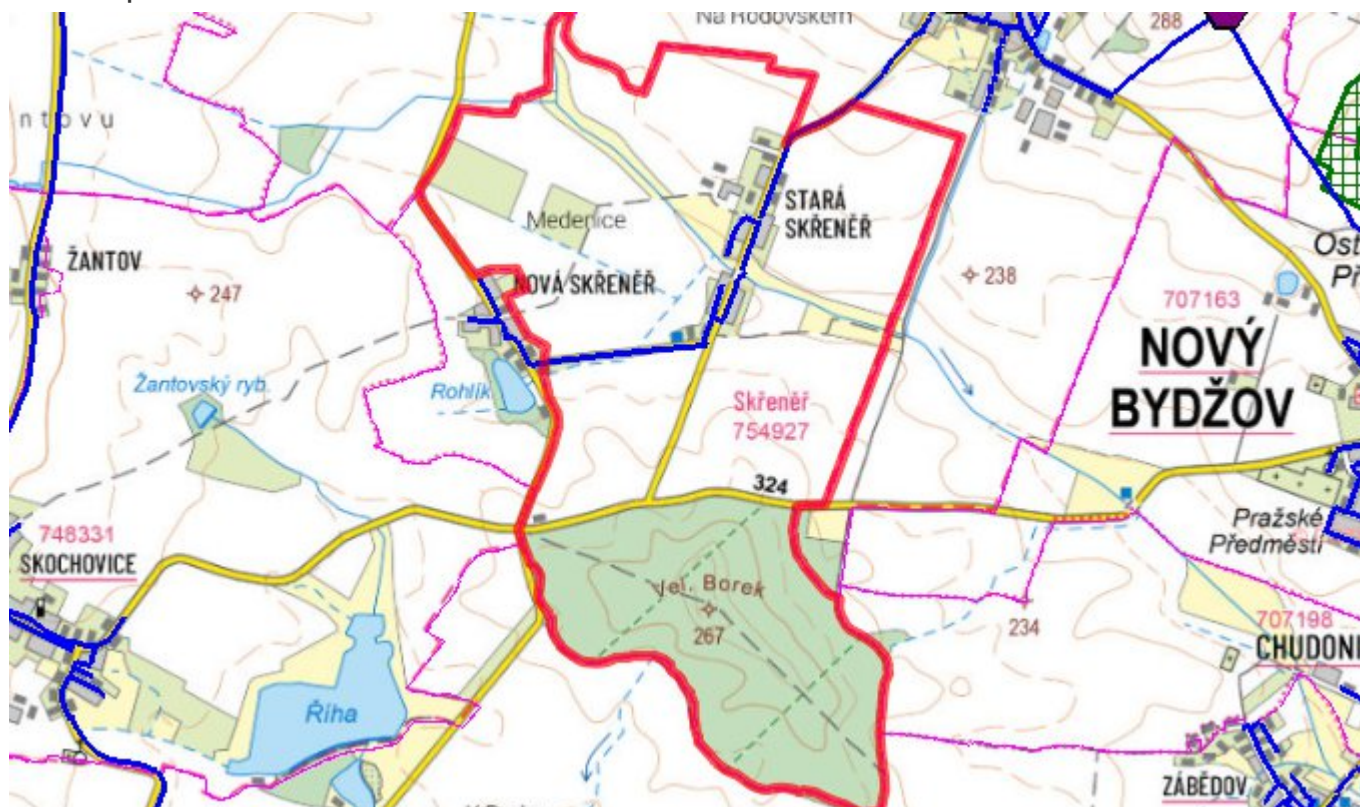 Na Rodovském
288
ntovu
STARÁ
SKŘENĚŘ
Medenice
ŽANTOV
247
NOVÁ SKŘENĚŘ
238
707163
NOVÝ
BYDŽOV
Žantovský ryb.
Rohlík
Skřeněř
754927
324
748331
SKOCHOVICE
Pražské
Předměstí
Jel. Borek
267
234
707198
CHUDONI
Říha
ZÁBĚDOV
Ost
Př